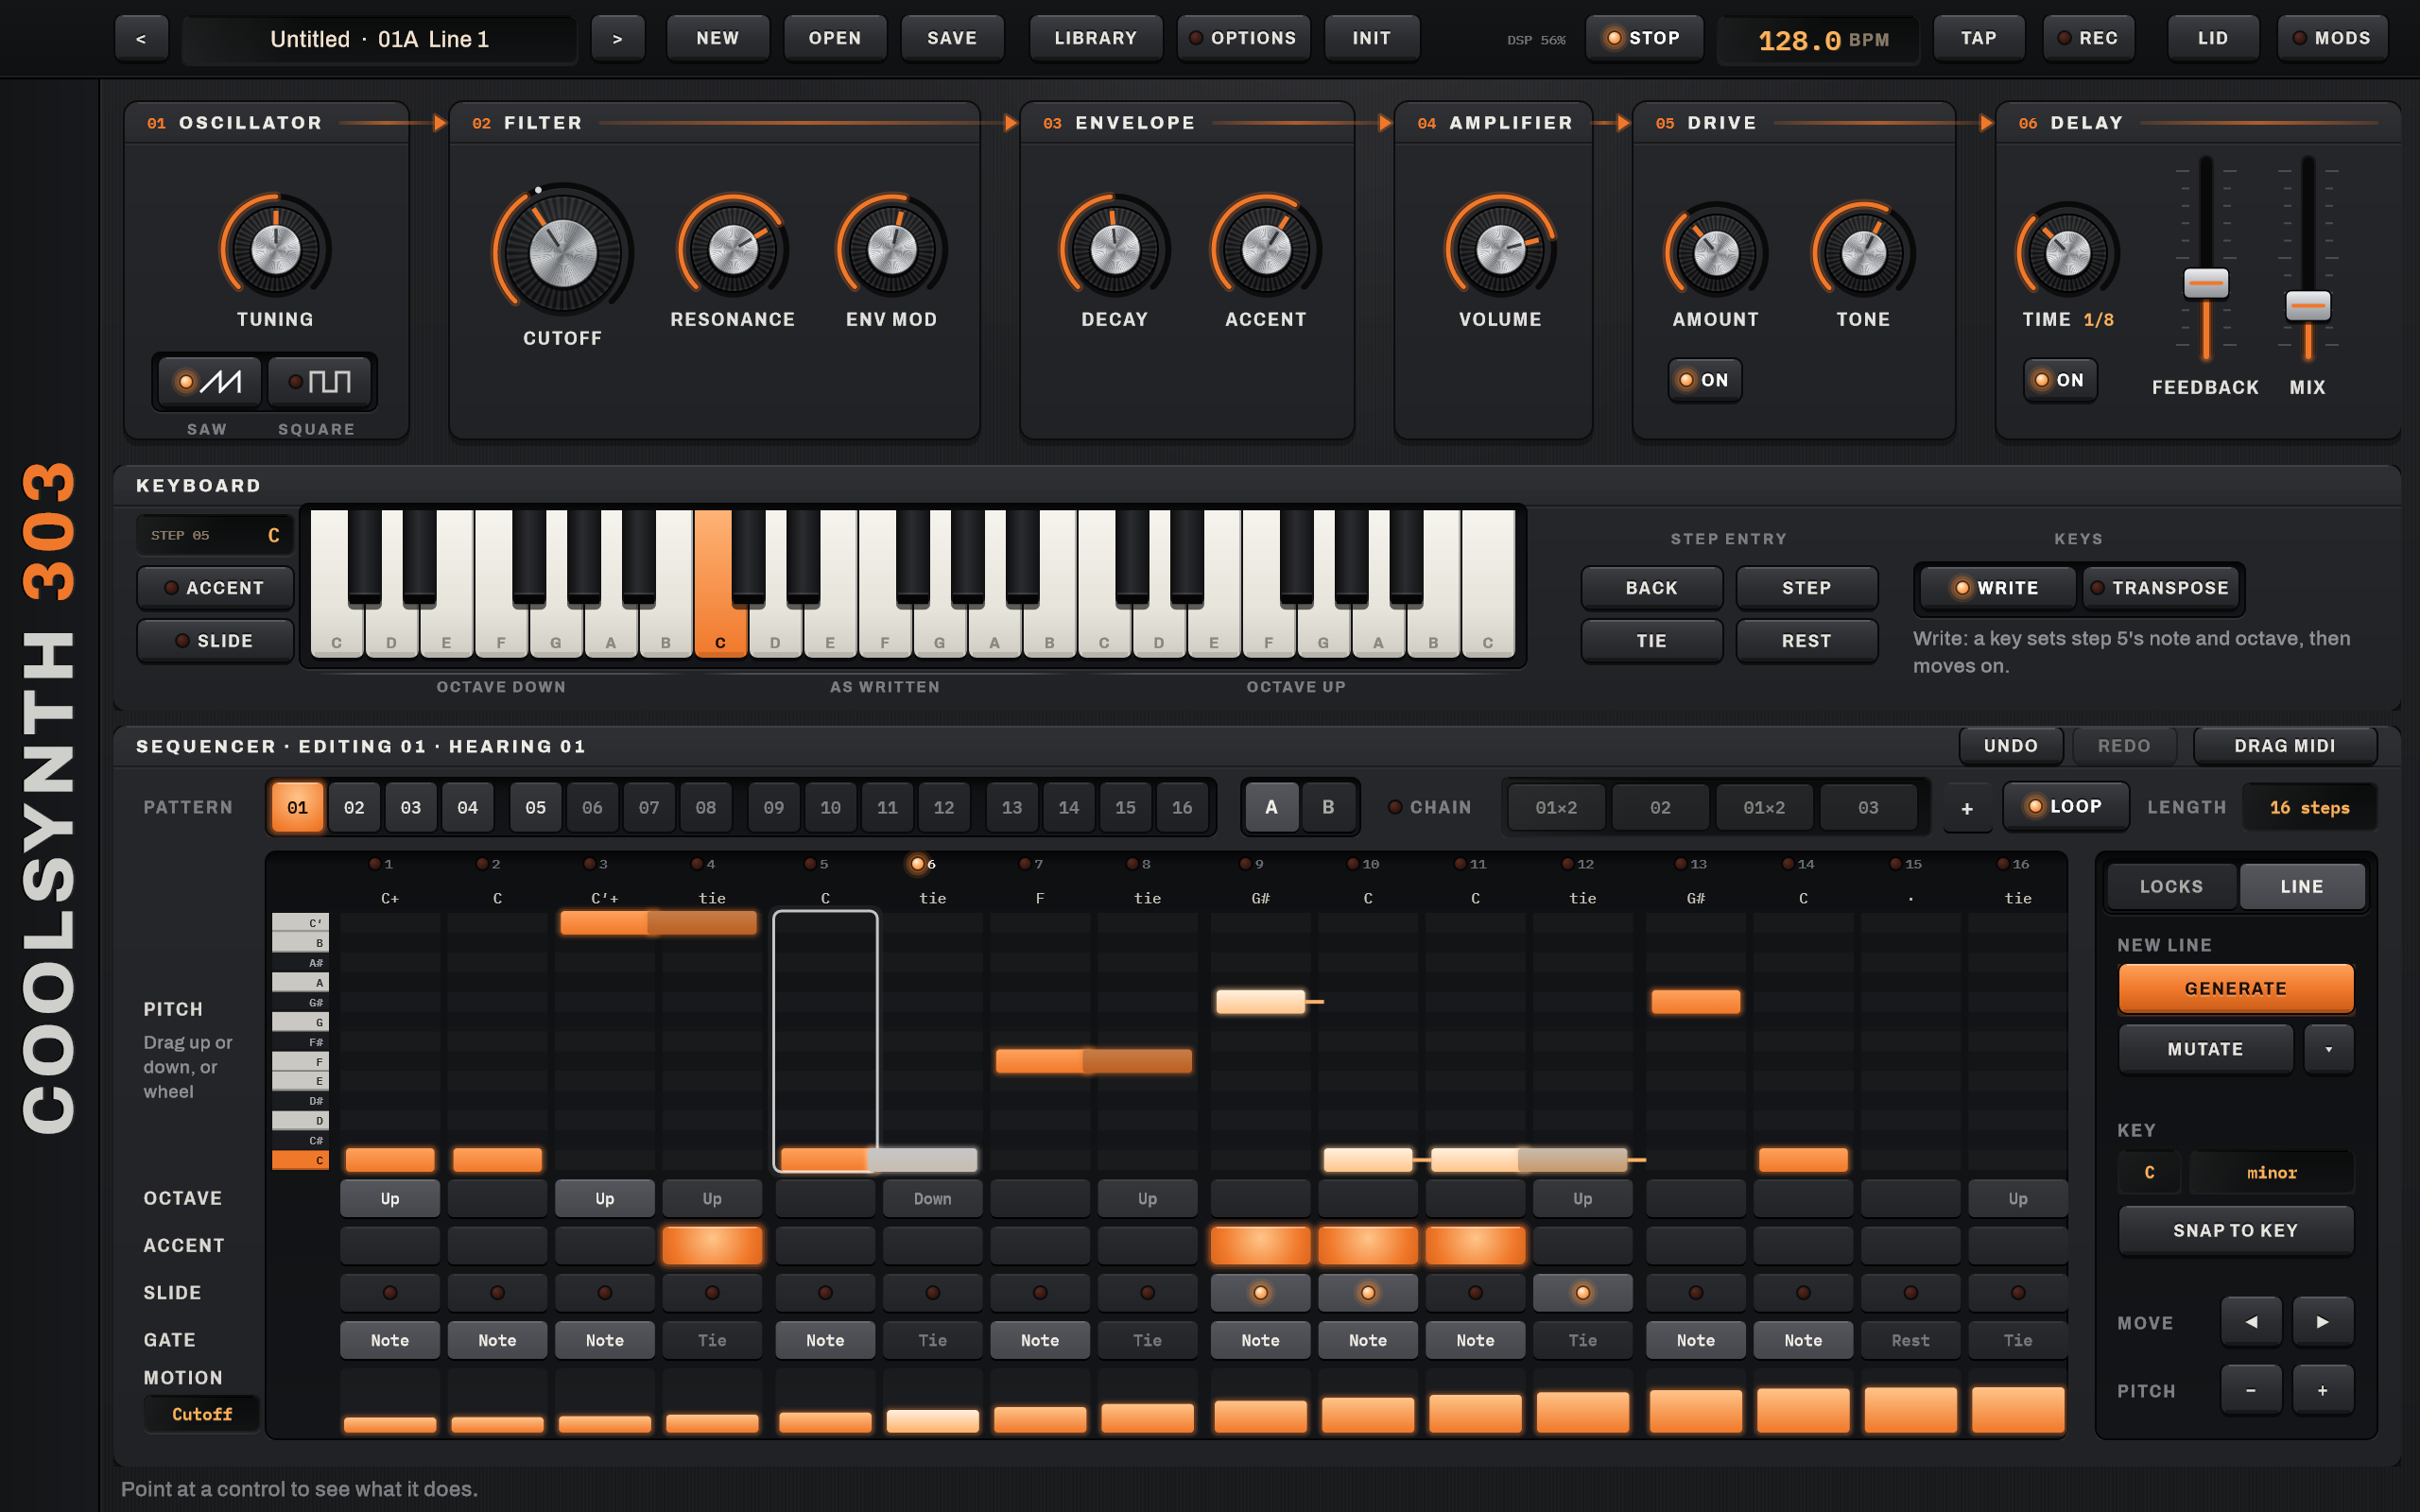 < Untitled · 01A Line 1 > NEW OPEN SAVE LIBRARY OPTIONS INIT DSP 56% STOP 128.0 BPM TAP REC LID MODS
COOLSYNTH 303
01 OSCILLATOR 02 FILTER 03 ENVELOPE 04 AMPLIFIER 05 DRIVE 06 DELAY
TUNING CUTOFF RESONANCE ENV MOD DECAY ACCENT VOLUME AMOUNT TONE TIME 1/8
ON ON FEEDBACK MIX
SAW SQUARE
KEYBOARD
STEP 05 C
ACCENT
SLIDE
C D E F G A B C D E F G A B C D E F G A B C
OCTAVE DOWN AS WRITTEN OCTAVE UP
STEP ENTRY
BACK STEP
TIE REST
KEYS
WRITE TRANSPOSE
Write: a key sets step 5's note and octave, then
moves on.
SEQUENCER · EDITING 01 · HEARING 01 UNDO REDO DRAG MIDI
PATTERN 01 02 03 04 05 06 07 08 09 10 11 12 13 14 15 16 A B CHAIN 01×2 02 01×2 03 + LOOP LENGTH 16 steps
1 2 3 4 5 6 7 8 9 10 11 12 13 14 15 16
C+ C C'+ tie C tie F tie G# C C tie G# C · tie
C'
B
A#
A
G#
G
F#
F
E
D#
D
C#
C
PITCH
Drag up or
down, or
wheel
OCTAVE Up Up Up Down Up Up Up
ACCENT
SLIDE
GATE Note Note Note Tie Note Tie Note Tie Note Note Note Tie Note Note Rest Tie
MOTION
Cutoff
LOCKS LINE
NEW LINE
GENERATE
MUTATE
KEY
C minor
SNAP TO KEY
MOVE
PITCH − +
Point at a control to see what it does.